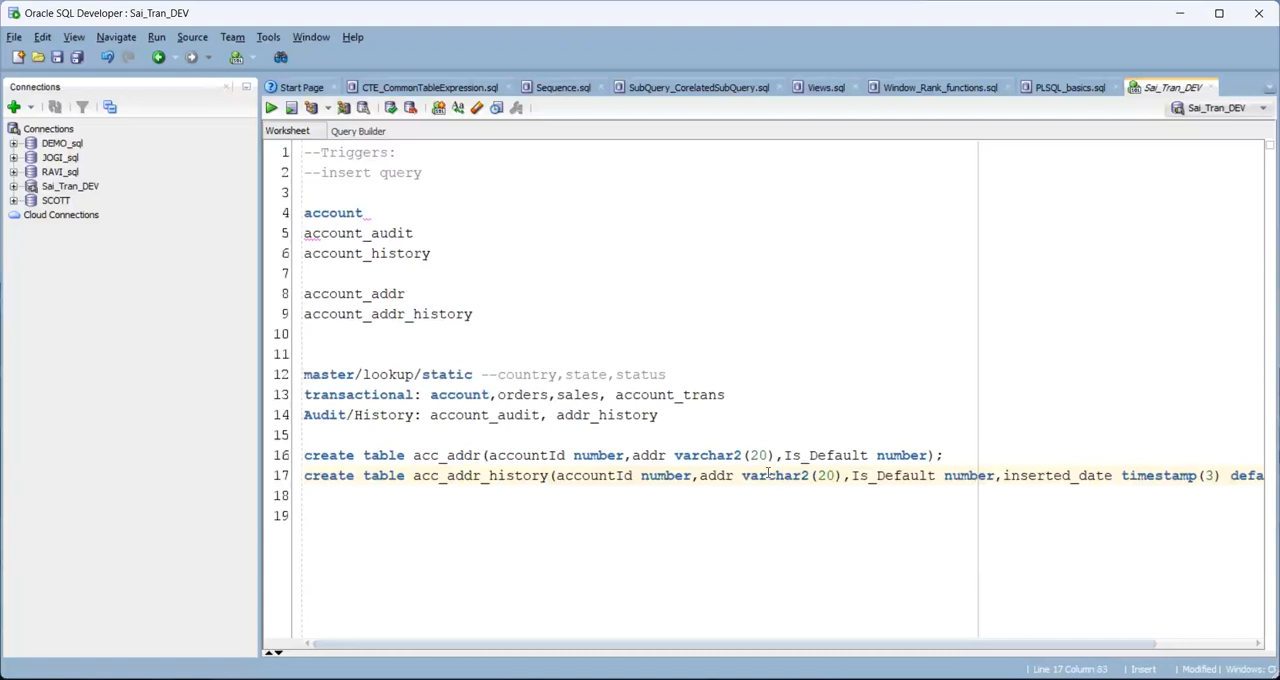 Oracle SQL Developer : Sai_Tran_DEV
File Edit View Navigate Run Source Team Tools Window Help
Connections
Start Page
CTE_CommonTableExpression.sql
Sequence.sql
SubQuery_CorelatedSubQuery.sql
Views.sql
Window_Rank_functions.sql
PLSQL_basics.sql
Sai_Tran_DEV
Sai_Tran_DEV
Connections
DEMO_sql
JOGI_sql
RAVI_sql
Sai_Tran_DEV
SCOTT
Cloud Connections
Worksheet Query Builder
1 --Triggers:
2 --insert query
3
4 account
5 account_audit
6 account_history
7
8 account_addr
9 account_addr_history
10
11
12 master/lookup/static --country,state,status
13 transactional: account,orders,sales, account_trans
14 Audit/History: account_audit, addr_history
15
16 create table acc_addr(accountId number,addr varchar2(20),Is_Default number);
17 create table acc_addr_history(accountId number,addr varchar2(20),Is_Default number,inserted_date timestamp(3) defa
18
19
Line 17 Column 83 Insert Modified Windows: